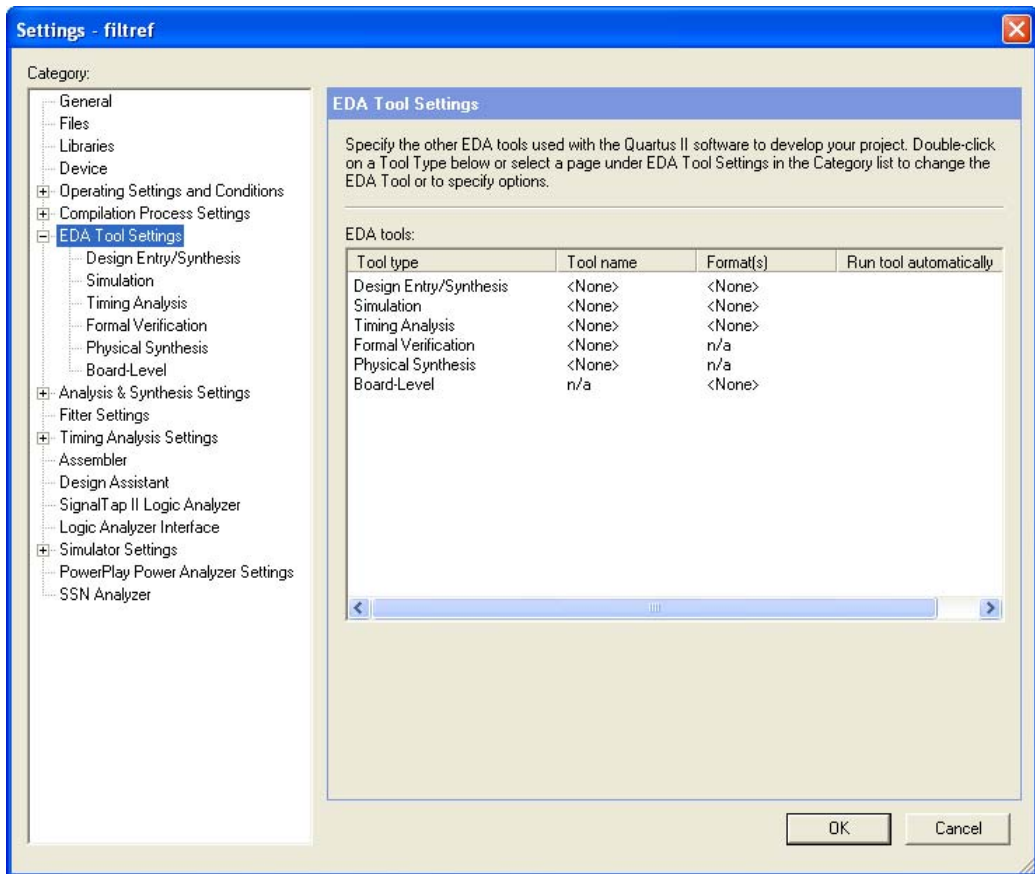 Settings - filtref
Category:
General
Files
Libraries
Device
Operating Settings and Conditions
Compilation Process Settings
EDA Tool Settings
Design Entry/Synthesis
Simulation
Timing Analysis
Formal Verification
Physical Synthesis
Board-Level
Analysis & Synthesis Settings
Fitter Settings
Timing Analysis Settings
Assembler
Design Assistant
SignalTap II Logic Analyzer
Logic Analyzer Interface
Simulator Settings
PowerPlay Power Analyzer Settings
SSN Analyzer
EDA Tool Settings
Specify the other EDA tools used with the Quartus II software to develop your project. Double-click
on a Tool Type below or select a page under EDA Tool Settings in the Category list to change the
EDA Tool or to specify options.
EDA tools:
Tool type Tool name Format(s) Run tool automatically
Design Entry/Synthesis <None> <None>
Simulation <None> <None>
Timing Analysis <None> <None>
Formal Verification <None> n/a
Physical Synthesis <None> n/a
Board-Level n/a <None>
OK Cancel